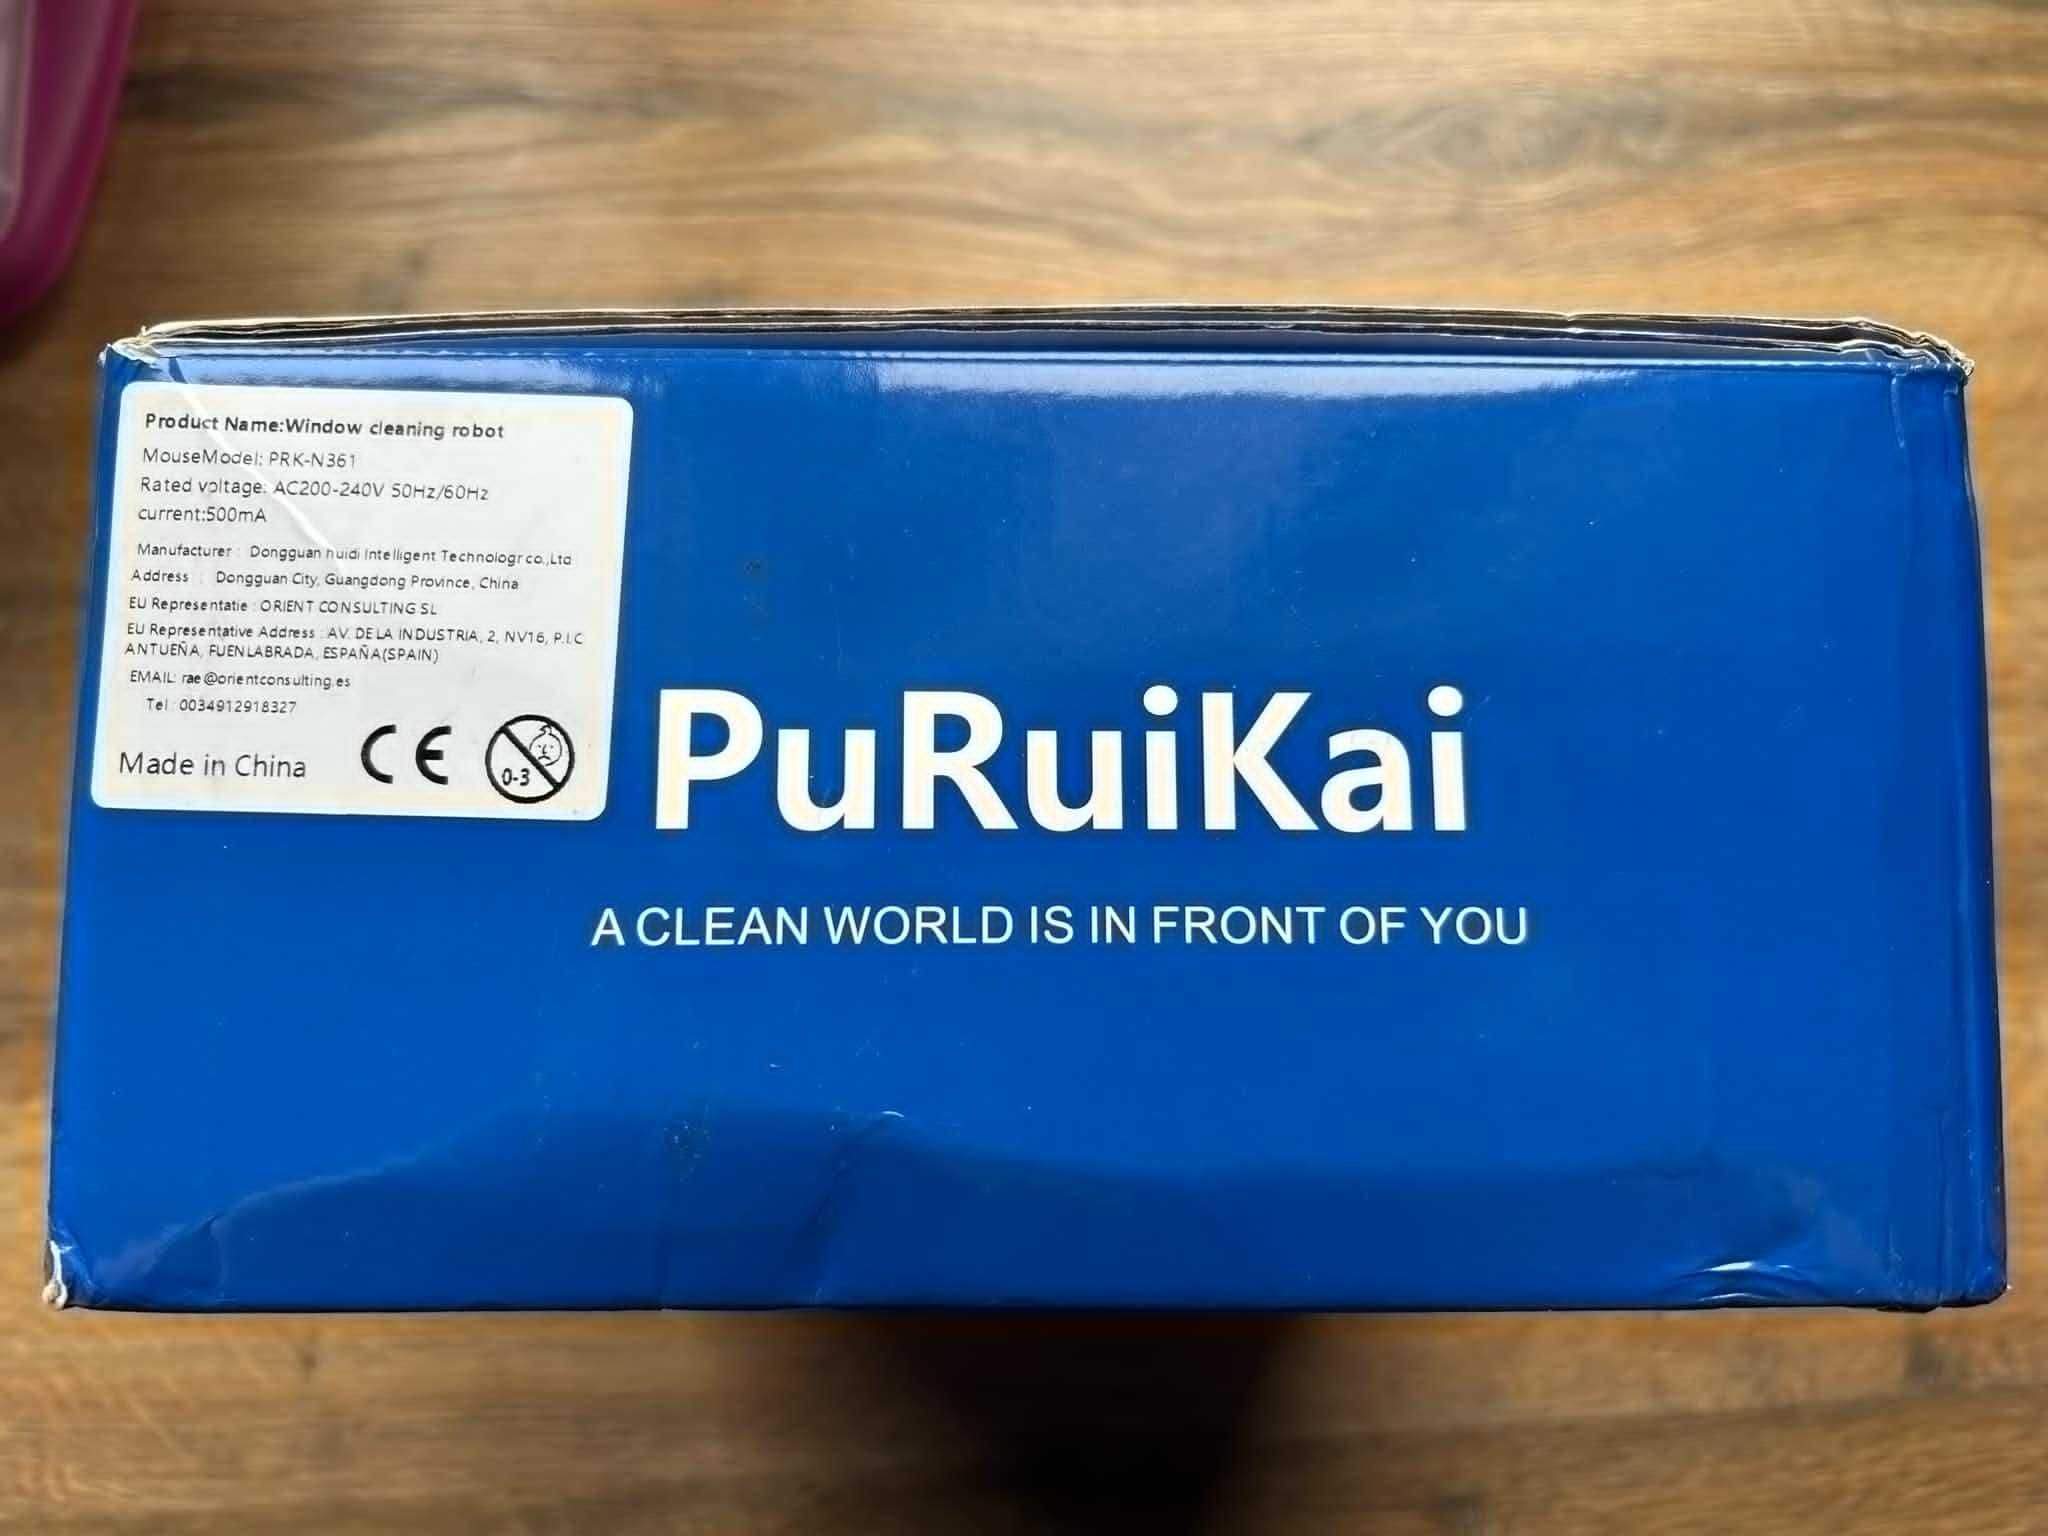 Product Name:Window cleaning robot
MouseModel: PRK-N361
Rated voltage: AC200-240V 50Hz/60Hz
current:500mA
Manufacturer : Dongguan huidi Intelligent Technologr co.,Ltd
Address : Dongguan City, Guangdong Province, China
EU Representatie : ORIENT CONSULTING SL
EU Representative Address : AV. DE LA INDUSTRIA, 2, NV16, P.I.C
ANTUEÑA, FUENLABRADA, ESPAÑA(SPAIN)
EMAIL: rae@orientconsulting.es
Tel : 0034912918327
Made in China
CE
0-3
PuRuiKai
A CLEAN WORLD IS IN FRONT OF YOU